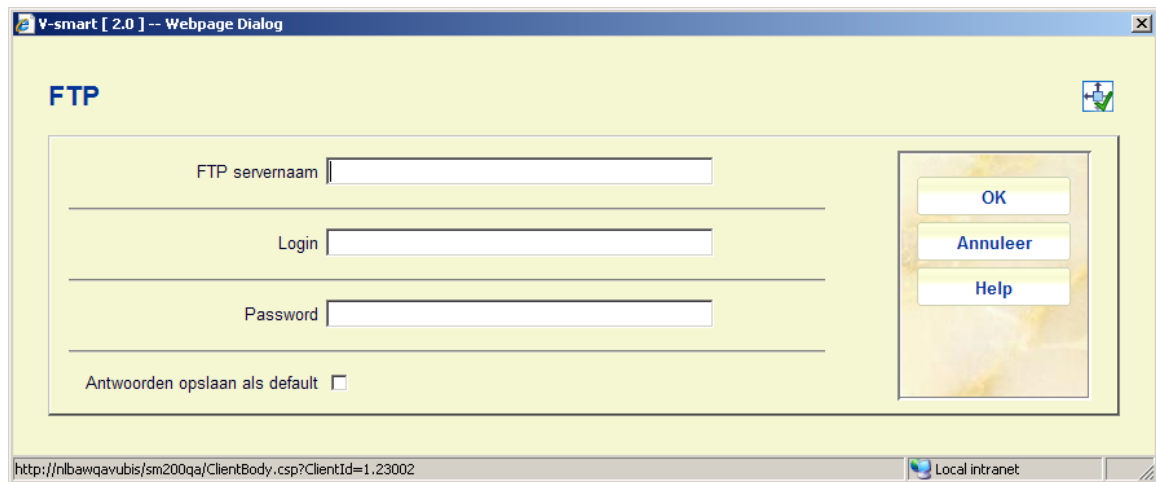 V-smart [ 2.0 ] -- Webpage Dialog
FTP
FTP servernaam
OK
Login
Annuleer
Help
Password
Antwoorden opslaan als default
http://nlbawqavubis/sm200qa/ClientBody.csp?ClientId=1.23002
Local intranet